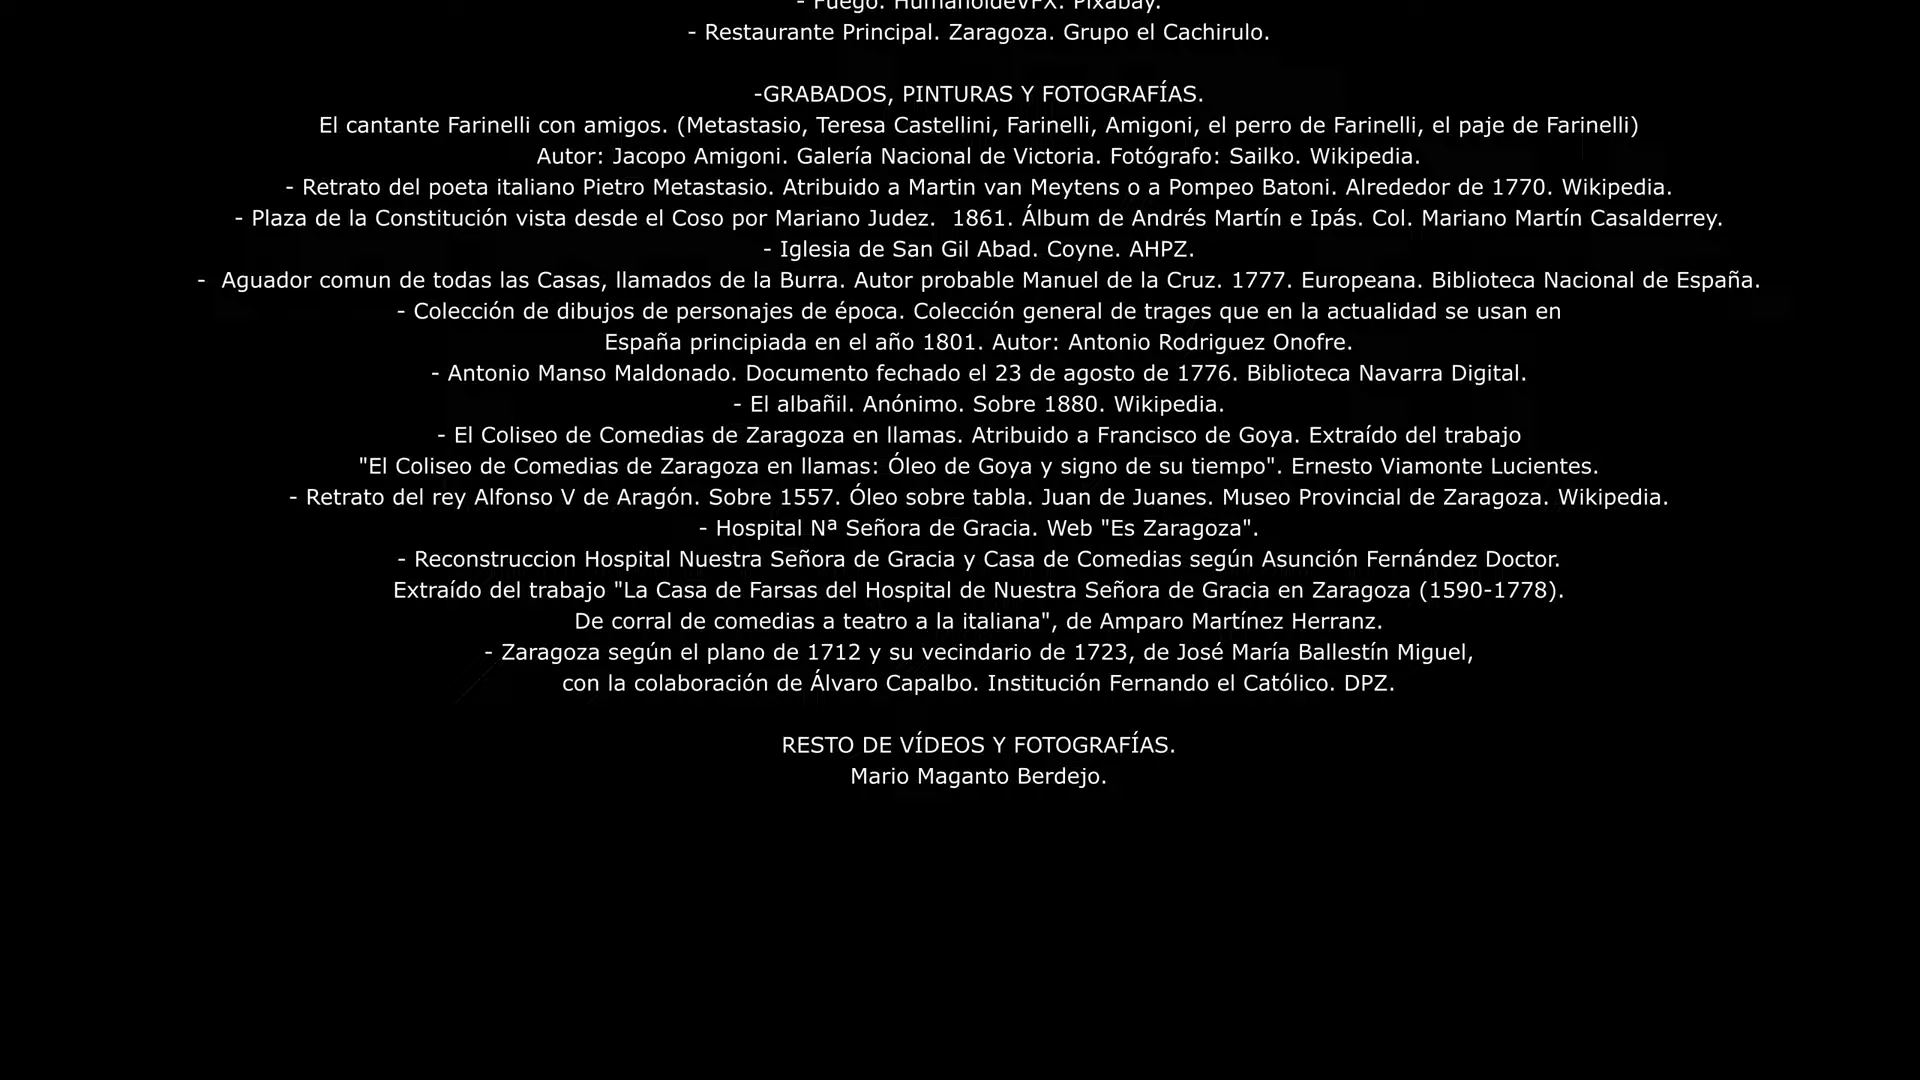 - Fuego. HumanoideVFX. Pixabay.
- Restaurante Principal. Zaragoza. Grupo el Cachirulo.
-GRABADOS, PINTURAS Y FOTOGRAFÍAS.
El cantante Farinelli con amigos. (Metastasio, Teresa Castellini, Farinelli, Amigoni, el perro de Farinelli, el paje de Farinelli)
Autor: Jacopo Amigoni. Galería Nacional de Victoria. Fotógrafo: Sailko. Wikipedia.
- Retrato del poeta italiano Pietro Metastasio. Atribuido a Martin van Meytens o a Pompeo Batoni. Alrededor de 1770. Wikipedia.
- Plaza de la Constitución vista desde el Coso por Mariano Judez.  1861. Álbum de Andrés Martín e Ipás. Col. Mariano Martín Casalderrey.
- Iglesia de San Gil Abad. Coyne. AHPZ.
-  Aguador comun de todas las Casas, llamados de la Burra. Autor probable Manuel de la Cruz. 1777. Europeana. Biblioteca Nacional de España.
- Colección de dibujos de personajes de época. Colección general de trages que en la actualidad se usan en
España principiada en el año 1801. Autor: Antonio Rodriguez Onofre.
- Antonio Manso Maldonado. Documento fechado el 23 de agosto de 1776. Biblioteca Navarra Digital.
- El albañil. Anónimo. Sobre 1880. Wikipedia.
- El Coliseo de Comedias de Zaragoza en llamas. Atribuido a Francisco de Goya. Extraído del trabajo
"El Coliseo de Comedias de Zaragoza en llamas: Óleo de Goya y signo de su tiempo". Ernesto Viamonte Lucientes.
- Retrato del rey Alfonso V de Aragón. Sobre 1557. Óleo sobre tabla. Juan de Juanes. Museo Provincial de Zaragoza. Wikipedia.
- Hospital Nª Señora de Gracia. Web "Es Zaragoza".
- Reconstruccion Hospital Nuestra Señora de Gracia y Casa de Comedias según Asunción Fernández Doctor.
Extraído del trabajo "La Casa de Farsas del Hospital de Nuestra Señora de Gracia en Zaragoza (1590-1778).
De corral de comedias a teatro a la italiana", de Amparo Martínez Herranz.
- Zaragoza según el plano de 1712 y su vecindario de 1723, de José María Ballestín Miguel,
con la colaboración de Álvaro Capalbo. Institución Fernando el Católico. DPZ.
RESTO DE VÍDEOS Y FOTOGRAFÍAS.
Mario Maganto Berdejo.